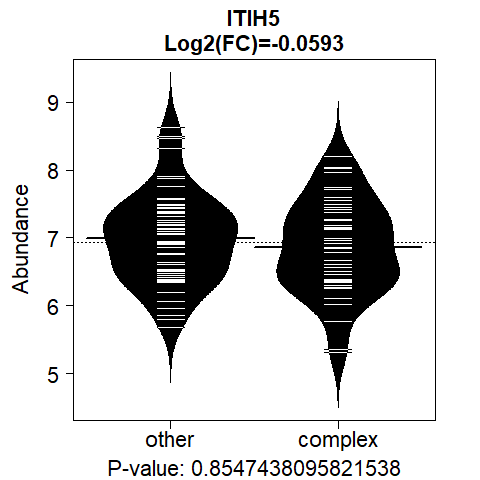 ITIH5
Log2(FC)=-0.0593
Abundance
9
8
7
6
5
other complex
P-value: 0.8547438095821538